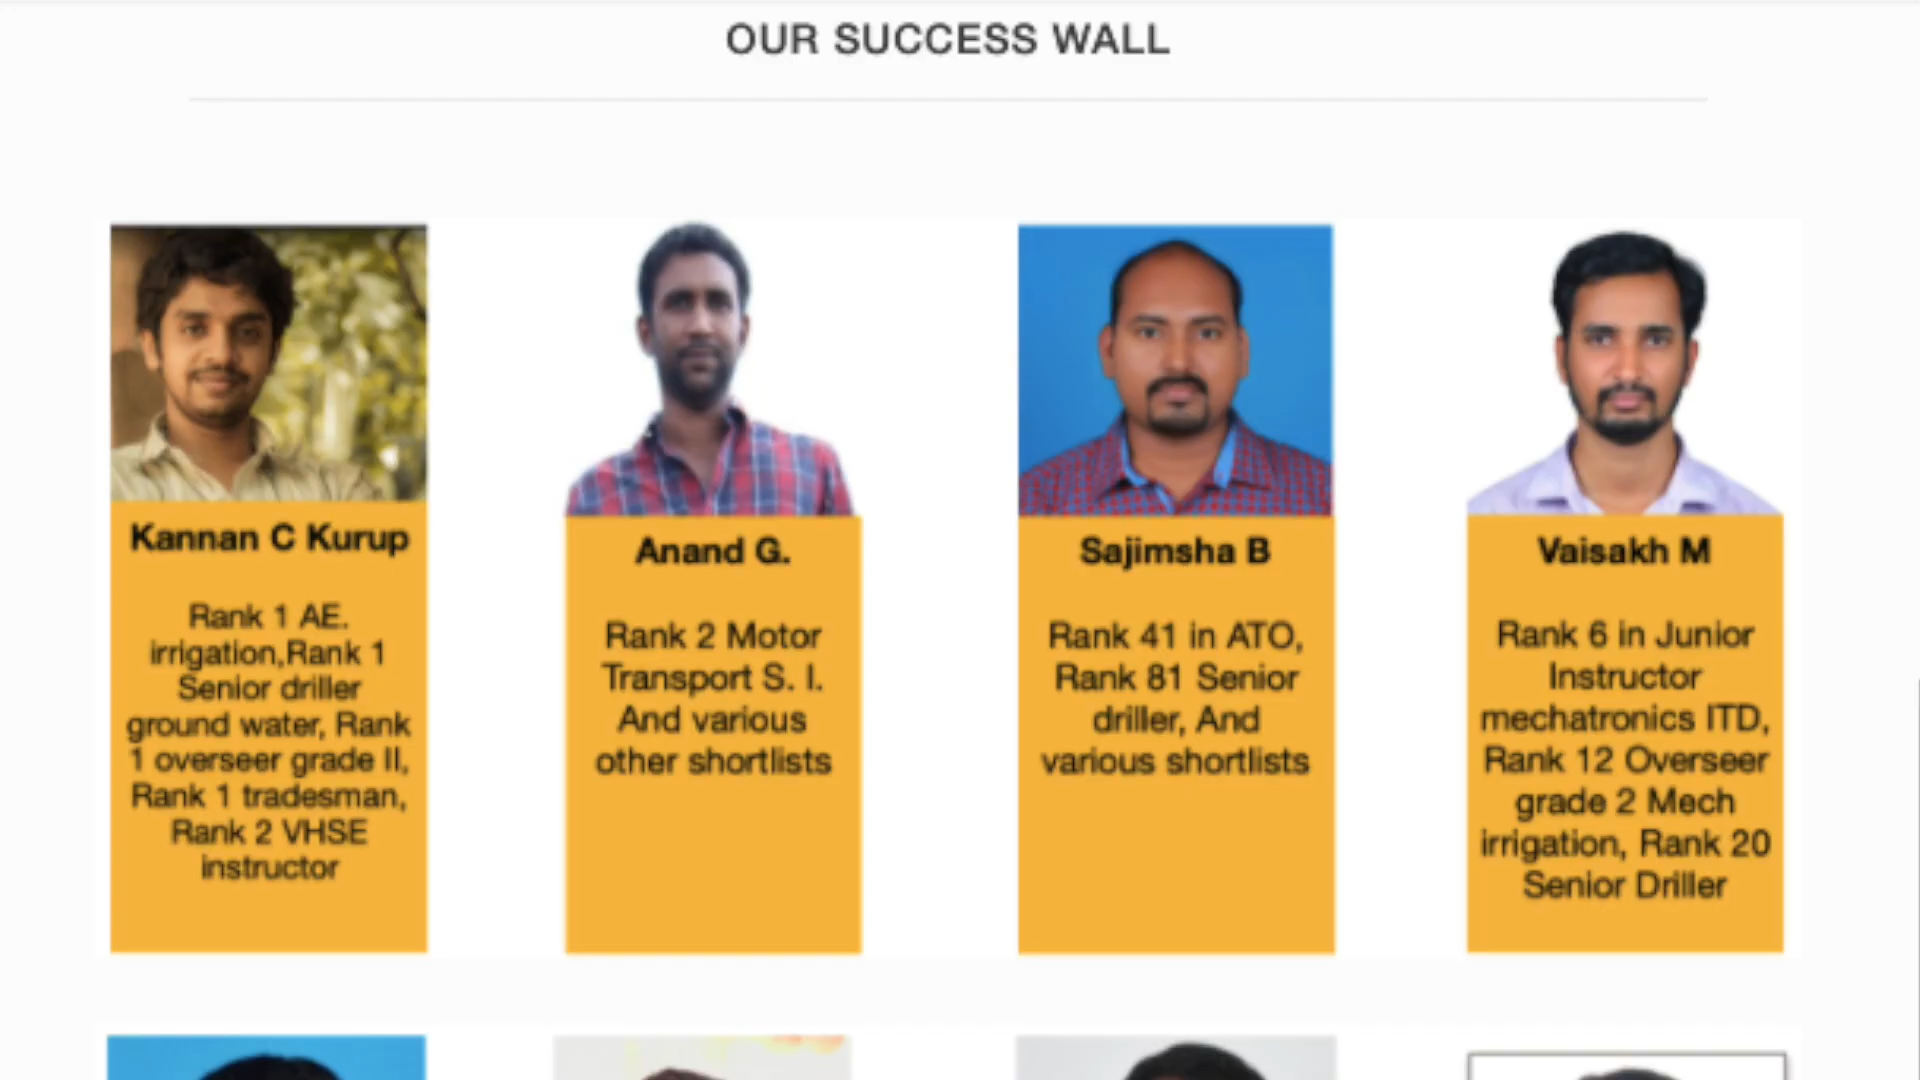 OUR SUCCESS WALL
Kannan C Kurup
Rank 1 AE.
irrigation,Rank 1
Senior driller
ground water, Rank
1 overseer grade II,
Rank 1 tradesman,
Rank 2 VHSE
instructor
Anand G.
Rank 2 Motor
Transport S. I.
And various
other shortlists
Sajimsha B
Rank 41 in ATO,
Rank 81 Senior
driller, And
various shortlists
Vaisakh M
Rank 6 in Junior
Instructor
mechatronics ITD,
Rank 12 Overseer
grade 2 Mech
irrigation, Rank 20
Senior Driller